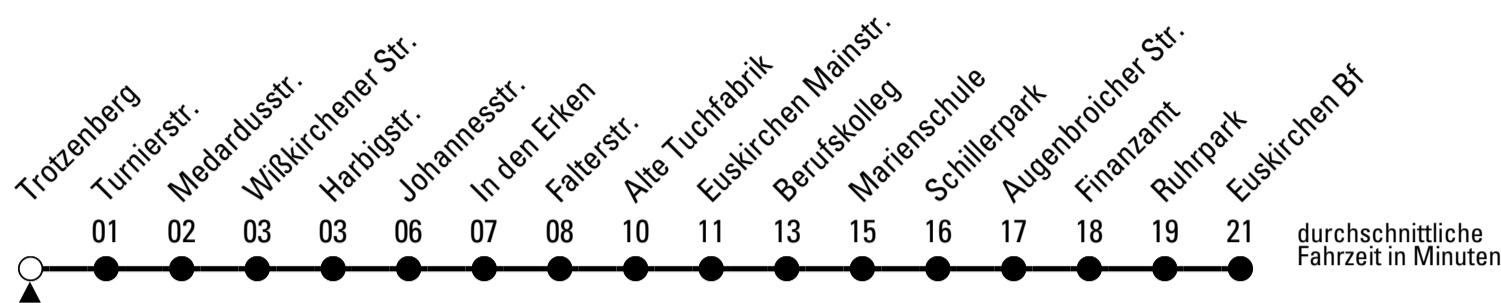 Trotzenberg
Turnierstr.
Medardusstr.
Wißkirchener Str.
Harbigstr.
Johannesstr.
In den Erken
Falterstr.
Alte Tuchfabrik
Euskirchen Mainstr.
Berufskolleg
Marienschule
Schillerpark
Augenbroicher Str.
Finanzamt
Ruhrpark
Euskirchen Bf
01 02 03 03 06 07 08 10 11 13 15 16 17 18 19 21
durchschnittliche
Fahrzeit in Minuten